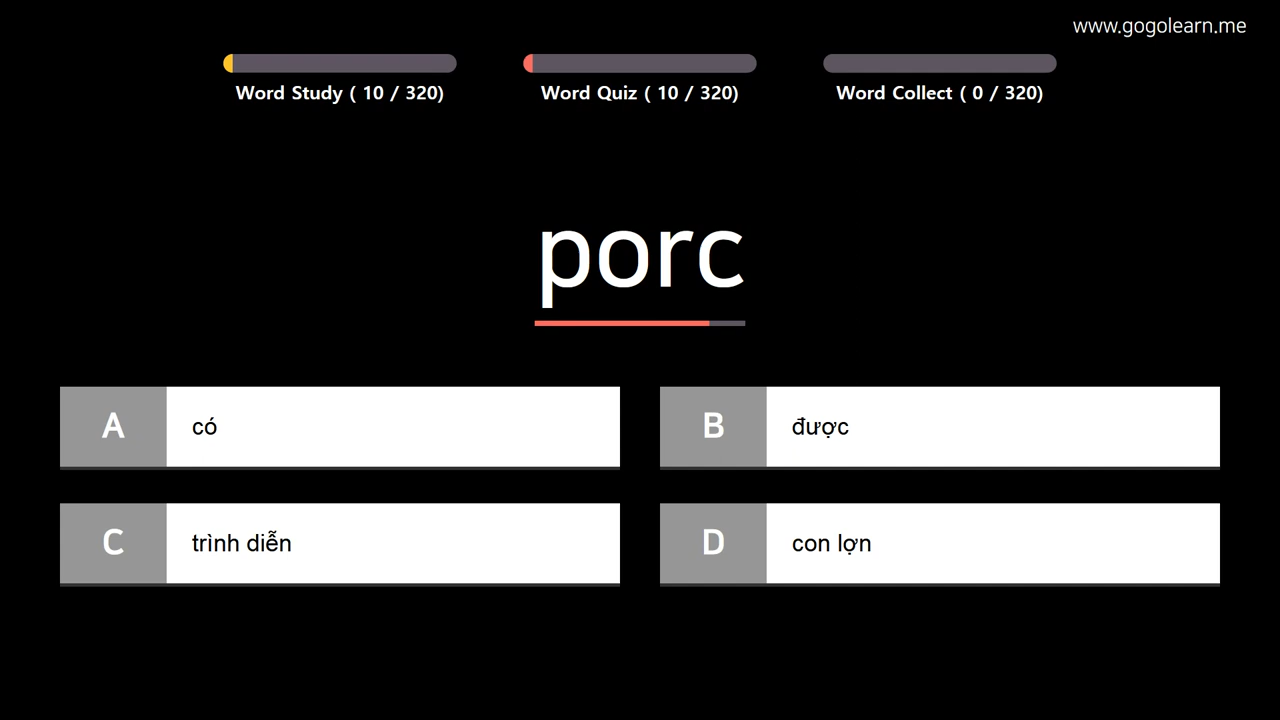 www.gogolearn.me
Word Study ( 10 / 320)
Word Quiz ( 10 / 320)
Word Collect ( 0 / 320)
porc
A có
B được
C trình diễn
D con lợn